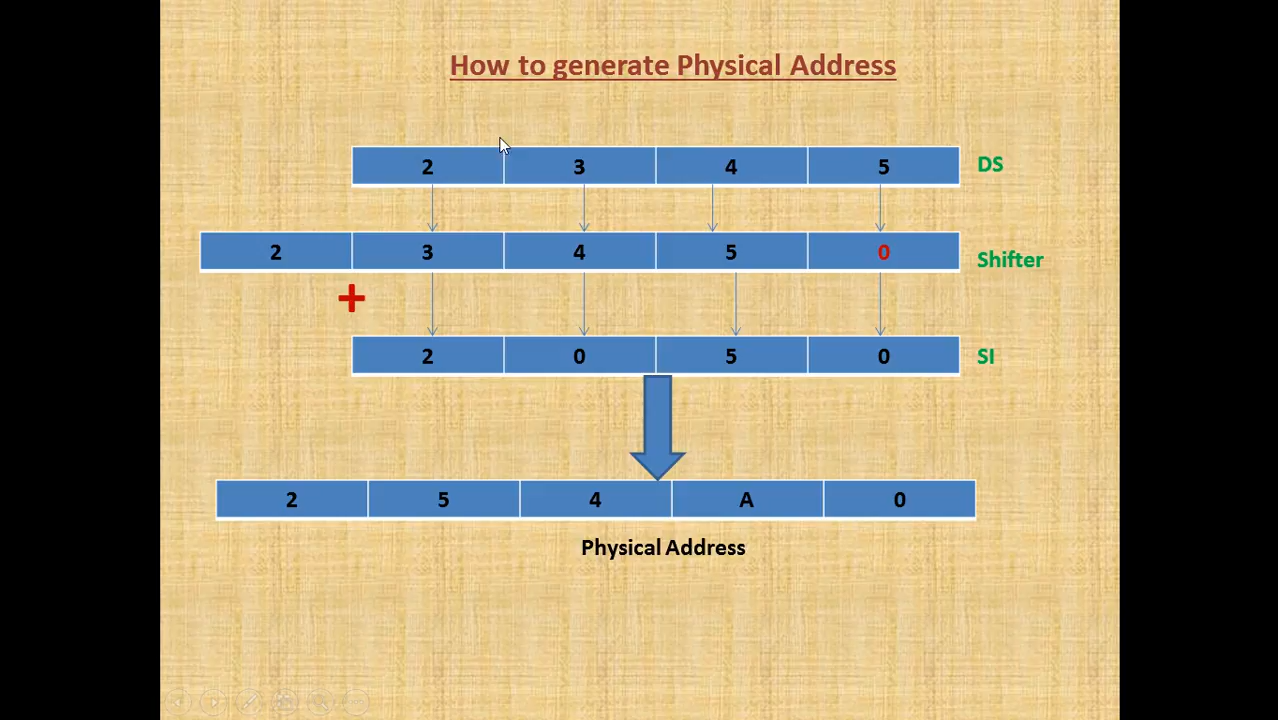 How to generate Physical Address
2 3 4 5 DS
2 3 4 5 0 Shifter
+
2 0 5 0 SI
2 5 4 A 0
Physical Address